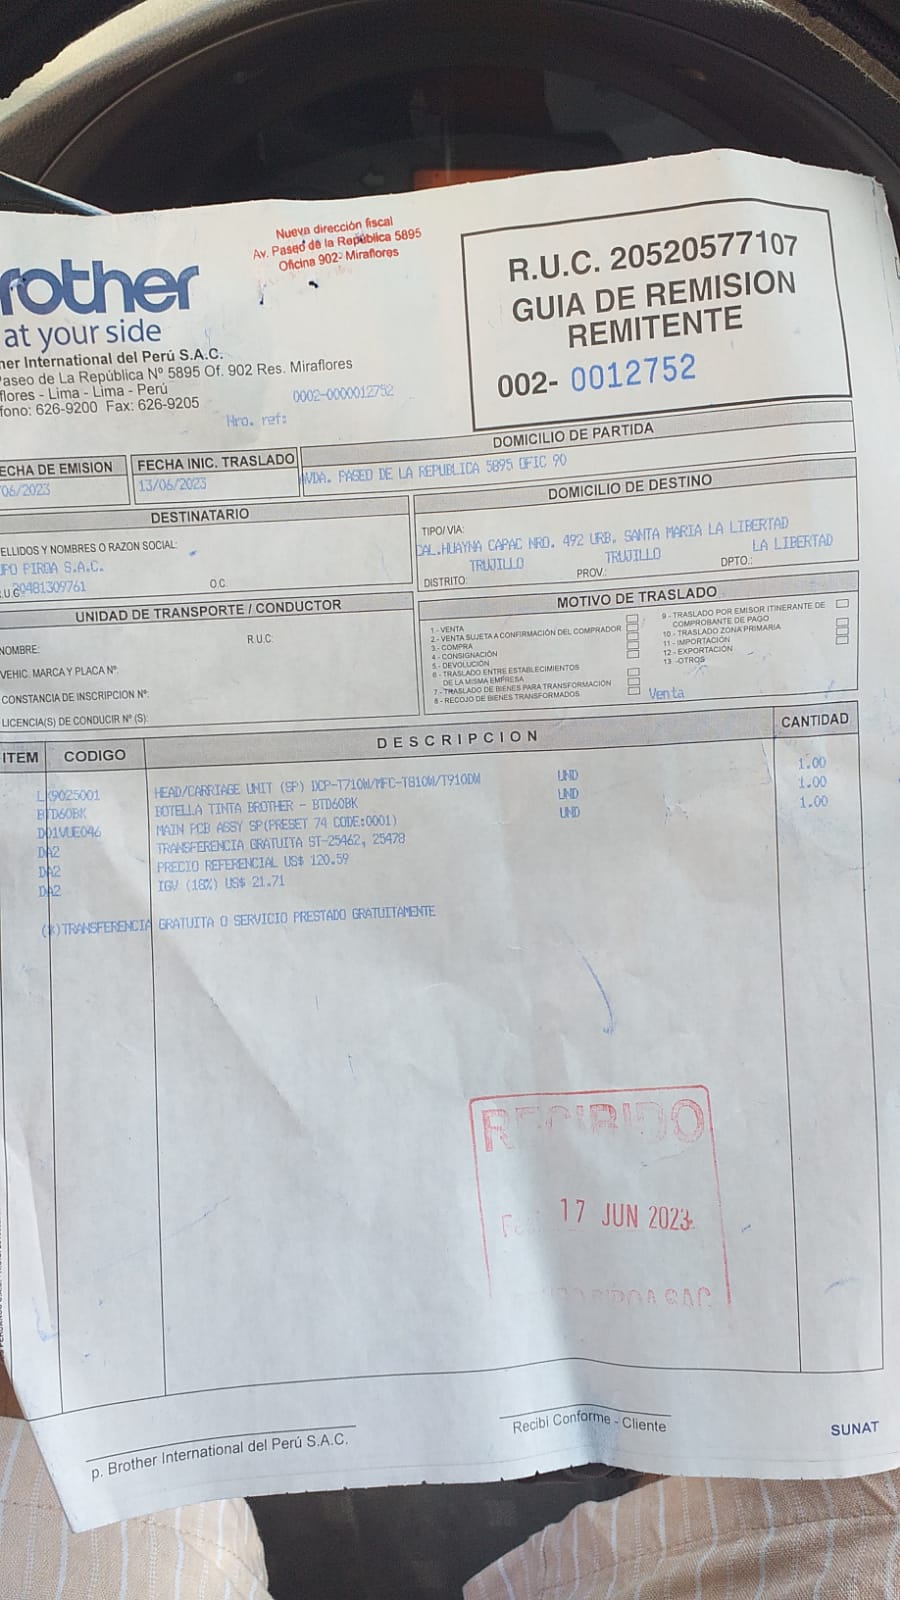 Nueva dirección fiscal
Av. Paseo de la República 5895
Oficina 902- Miraflores
rother
at your side
her International del Perú S.A.C.
Paseo de La República Nº 5895 Of. 902 Res. Miraflores
flores - Lima - Lima - Perú
fono: 626-9200 Fax: 626-9205
Nro. ref: 0002-0000012752
R.U.C. 20520577107
GUIA DE REMISION
REMITENTE
002- 0012752
ECHA DE EMISION
/06/2023
FECHA INIC. TRASLADO
13/06/2023
DOMICILIO DE PARTIDA
AVDA. PASEO DE LA REPUBLICA 5895 OFIC 90
DESTINATARIO
ELLIDOS Y NOMBRES O RAZON SOCIAL:
UPO PIRDA S.A.C.
.U.C. 20481309761
O.C.
DOMICILIO DE DESTINO
TIPO/VIA:
CAL.HUAYNA CAPAC NRO. 492 URB. SANTA MARIA LA LIBERTAD
TRUJILLO TRUJILLO LA LIBERTAD
DISTRITO: PROV.: DPTO.:
UNIDAD DE TRANSPORTE / CONDUCTOR
NOMBRE: R.U.C:
VEHIC. MARCA Y PLACA Nº:
CONSTANCIA DE INSCRIPCION Nº:
LICENCIA(S) DE CONDUCIR Nº (S):
MOTIVO DE TRASLADO
1 - VENTA
2 - VENTA SUJETA A CONFIRMACIÓN DEL COMPRADOR
3 - COMPRA
4 - CONSIGNACIÓN
5 - DEVOLUCIÓN
6 - TRASLADO ENTRE ESTABLECIMIENTOS
DE LA MISMA EMPRESA
7 - TRASLADO DE BIENES PARA TRANSFORMACIÓN
8 - RECOJO DE BIENES TRANSFORMADOS
9 - TRASLADO POR EMISOR ITINERANTE DE
COMPROBANTE DE PAGO
10 - TRASLADO ZONA PRIMARIA
11 - IMPORTACIÓN
12 - EXPORTACIÓN
13 -OTROS
Venta
ITEM CODIGO DESCRIPCION CANTIDAD
LK9025001 HEAD/CARRIAGE UNIT (SP) DCP-T710W/MFC-T810W/T910DW UND 1.00
BTD60BK BOTELLA TINTA BROTHER - BTD60BK UND 1.00
D01VUE046 MAIN PCB ASSY SP(PRESET 74 CODE:0001) UND 1.00
DA2 TRANSFERENCIA GRATUITA ST-25462, 25478
DA2 PRECIO REFERENCIAL US$ 120.59
DA2 IGV (18%) US$ 21.71
(*)TRANSFERENCIA GRATUITA O SERVICIO PRESTADO GRATUITAMENTE
RECIBIDO
17 JUN 2023
p. Brother International del Perú S.A.C.
Recibí Conforme - Cliente
SUNAT